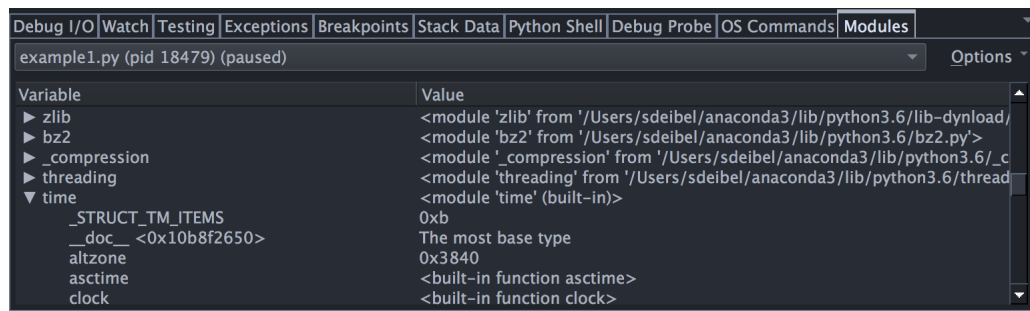 Debug I/O Watch Testing Exceptions Breakpoints Stack Data Python Shell Debug Probe OS Commands Modules
example1.py (pid 18479) (paused) Options
Variable Value
zlib <module 'zlib' from '/Users/sdeibel/anaconda3/lib/python3.6/lib-dynload/
bz2 <module 'bz2' from '/Users/sdeibel/anaconda3/lib/python3.6/bz2.py'>
_compression <module '_compression' from '/Users/sdeibel/anaconda3/lib/python3.6/_c
threading <module 'threading' from '/Users/sdeibel/anaconda3/lib/python3.6/thread
time <module 'time' (built-in)>
_STRUCT_TM_ITEMS 0xb
__doc__ <0x10b8f2650> The most base type
altzone 0x3840
asctime <built-in function asctime>
clock <built-in function clock>